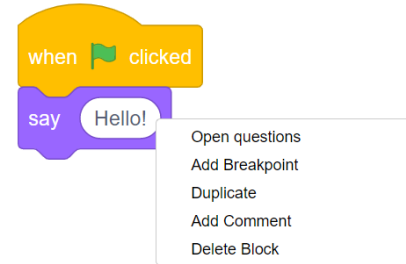 when clicked
say Hello!
Open questions
Add Breakpoint
Duplicate
Add Comment
Delete Block